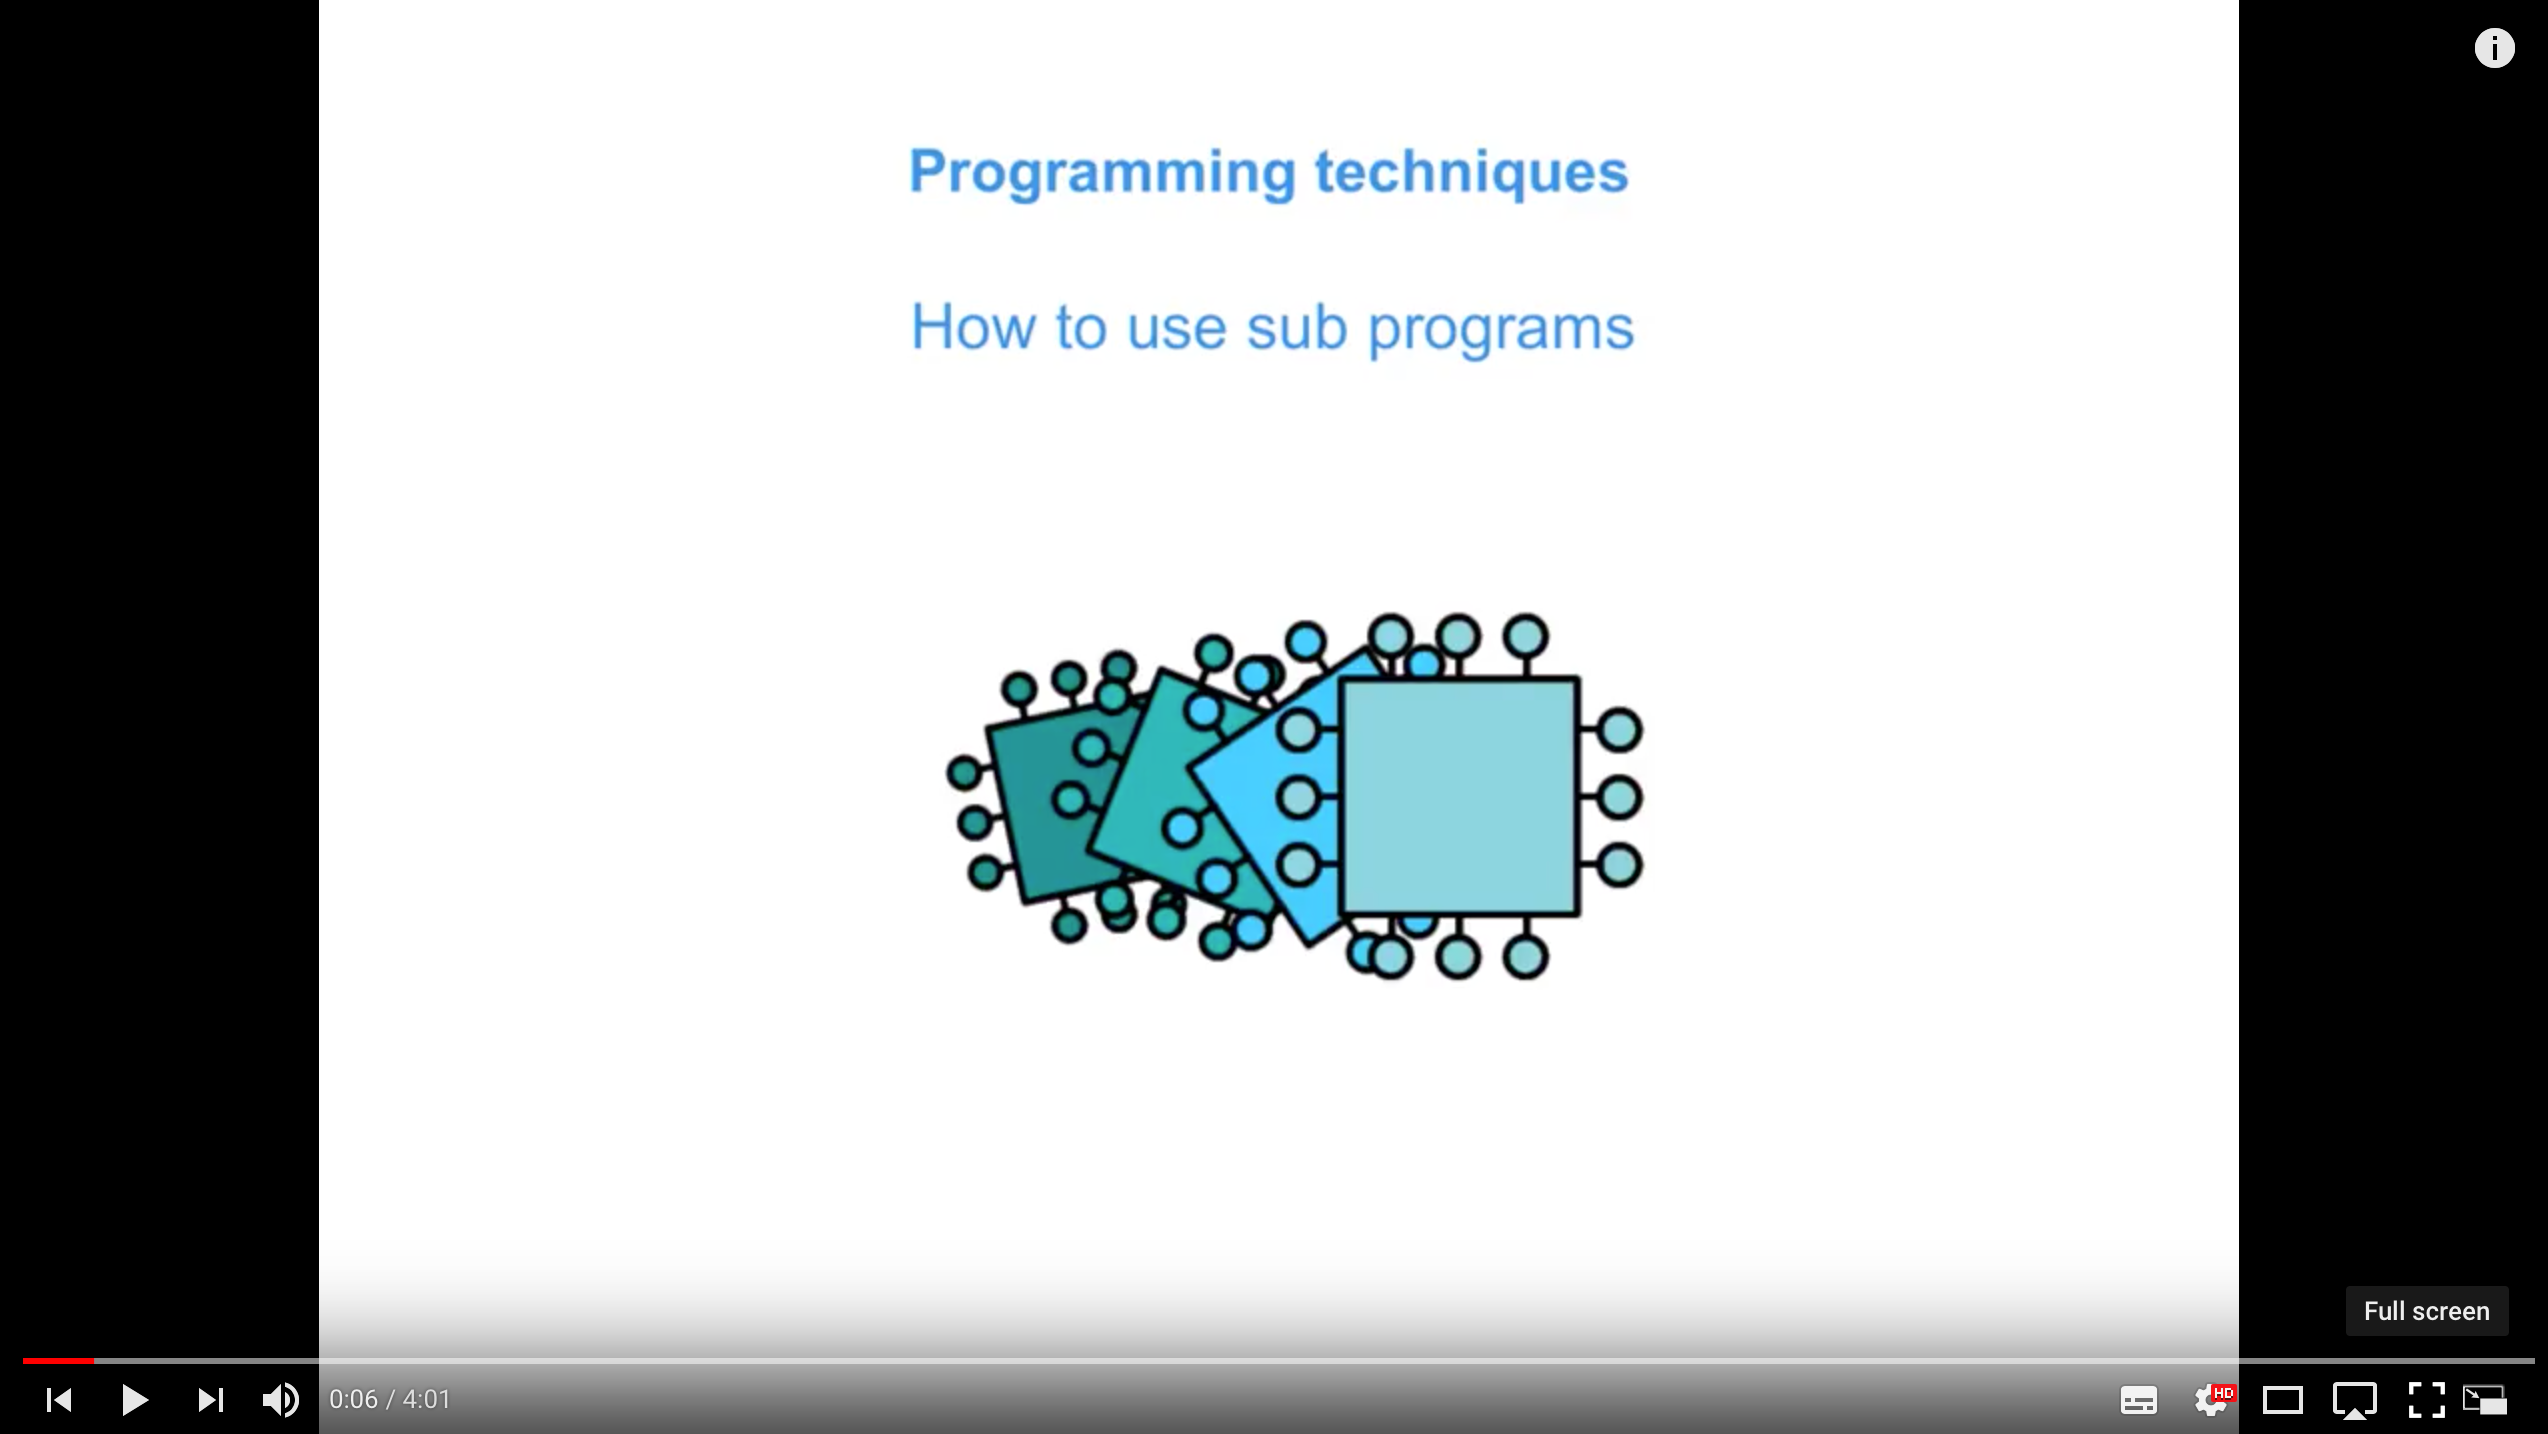 Programming techniques
How to use sub programs
Full screen
0:06 / 4:01
HD